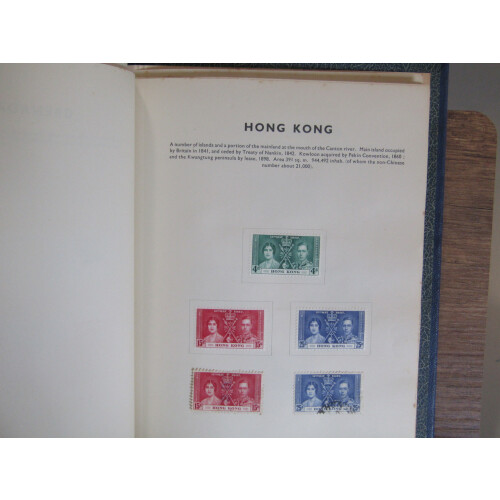 HONG KONG
A number of islands and a portion of the mainland at the mouth of the Canton river. Main island occupied
by Britain in 1841, and ceded by Treaty of Nankin, 1842. Kowloon acquired by Pekin Convention, 1860;
and the Kwangtung peninsula by lease, 1898. Area 391 sq. m. 944,492 inhab. of whom the non-Chinese
number about 21,000.
HONG KONG
HONG KONG
HONG KONG
HONG KONG
HONG KONG